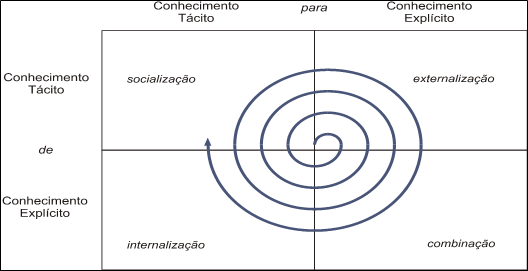 Conhecimento
Tácito
para
Conhecimento
Explícito
Conhecimento
Tácito
socialização
externalização
de
Conhecimento
Explícito
internalização
combinação